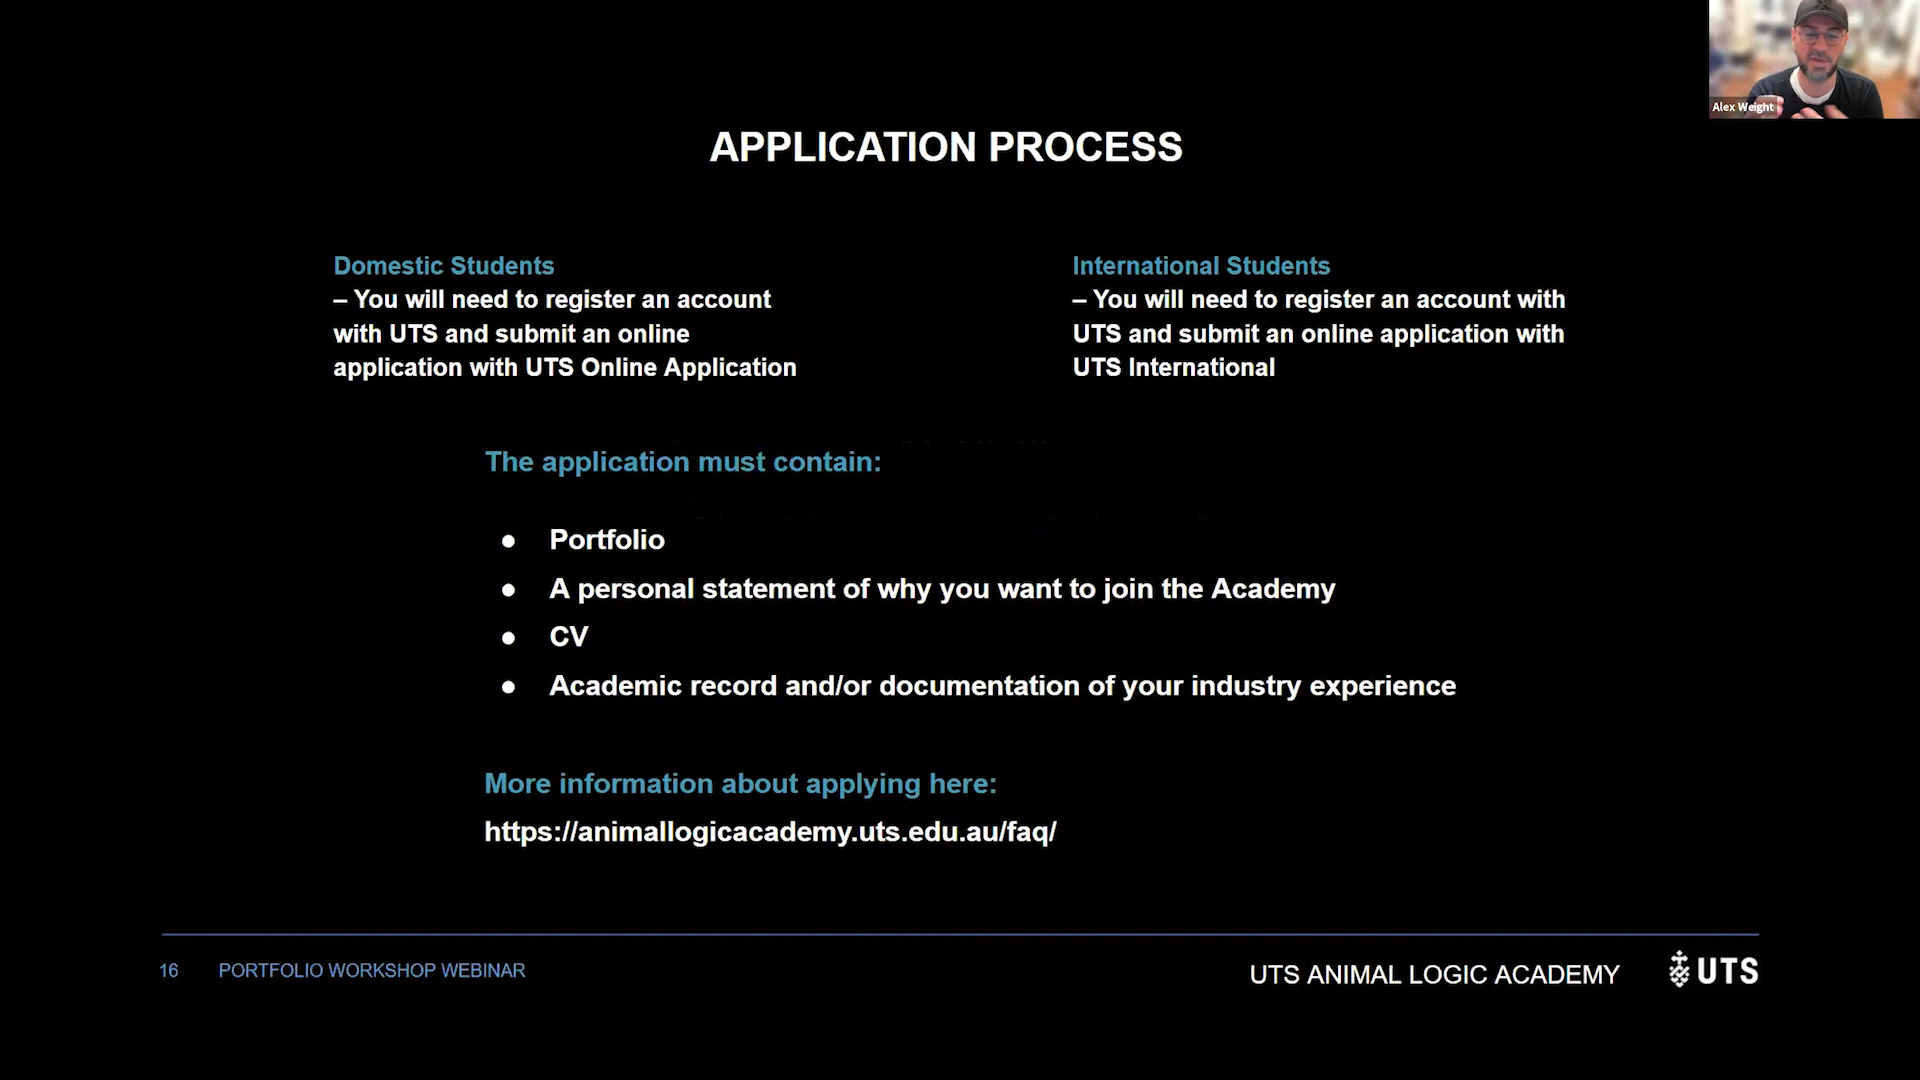 Alex Weight
APPLICATION PROCESS
Domestic Students
– You will need to register an account
with UTS and submit an online
application with UTS Online Application
International Students
– You will need to register an account with
UTS and submit an online application with
UTS International
The application must contain:
● Portfolio
● A personal statement of why you want to join the Academy
● CV
● Academic record and/or documentation of your industry experience
More information about applying here:
https://animallogicacademy.uts.edu.au/faq/
16 PORTFOLIO WORKSHOP WEBINAR
UTS ANIMAL LOGIC ACADEMY
UTS